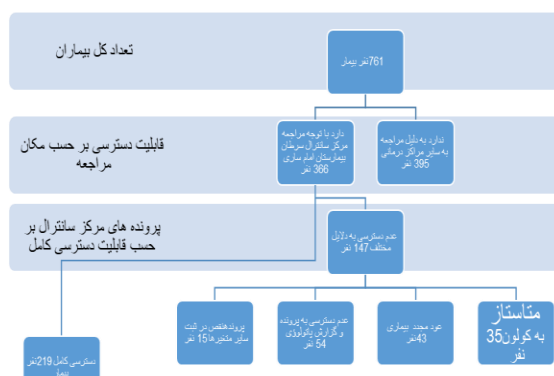 تعداد کل بیماران
761نفر بیمار
قابلیت دسترسی بر حسب مکان
مراجعه
دارد با توجه مراجعه
مرکز سانترال سرطان
بیمارستان امام ساری
366 نفر
ندارد به دلیل مراجعه
به سایر مراکز درمانی
395 نفر
پرونده های مرکز سانترال بر
حسب قابلیت دسترسی کامل
عدم دسترسی به دلایل
مختلف 147 نفر
متاستاز
به کولون35
نفر
عود مجدد بیماری
43نفر
عدم دسترسی به پرونده
و گزارش پاتولوژی
54 نفر
پروندهنقص در ثبت
سایر متغیرها 15 نفر
دسترسی کامل 219نفر
بیمار